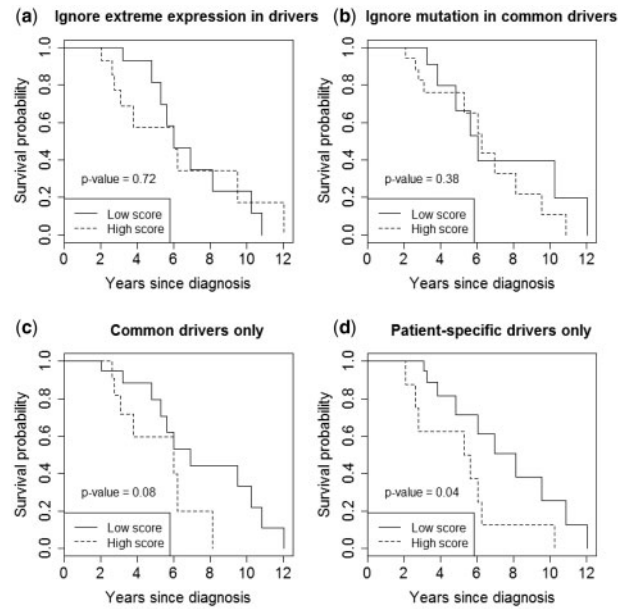 (a) Ignore extreme expression in drivers
Survival probability
0.0 0.2 0.4 0.6 0.8 1.0
p-value = 0.72
Low score
High score
0 2 4 6 8 10 12
Years since diagnosis
(b) Ignore mutation in common drivers
Survival probability
0.0 0.2 0.4 0.6 0.8 1.0
p-value = 0.38
Low score
High score
0 2 4 6 8 10 12
Years since diagnosis
(c) Common drivers only
Survival probability
0.0 0.2 0.4 0.6 0.8 1.0
p-value = 0.08
Low score
High score
0 2 4 6 8 10 12
Years since diagnosis
(d) Patient-specific drivers only
Survival probability
0.0 0.2 0.4 0.6 0.8 1.0
p-value = 0.04
Low score
High score
0 2 4 6 8 10 12
Years since diagnosis